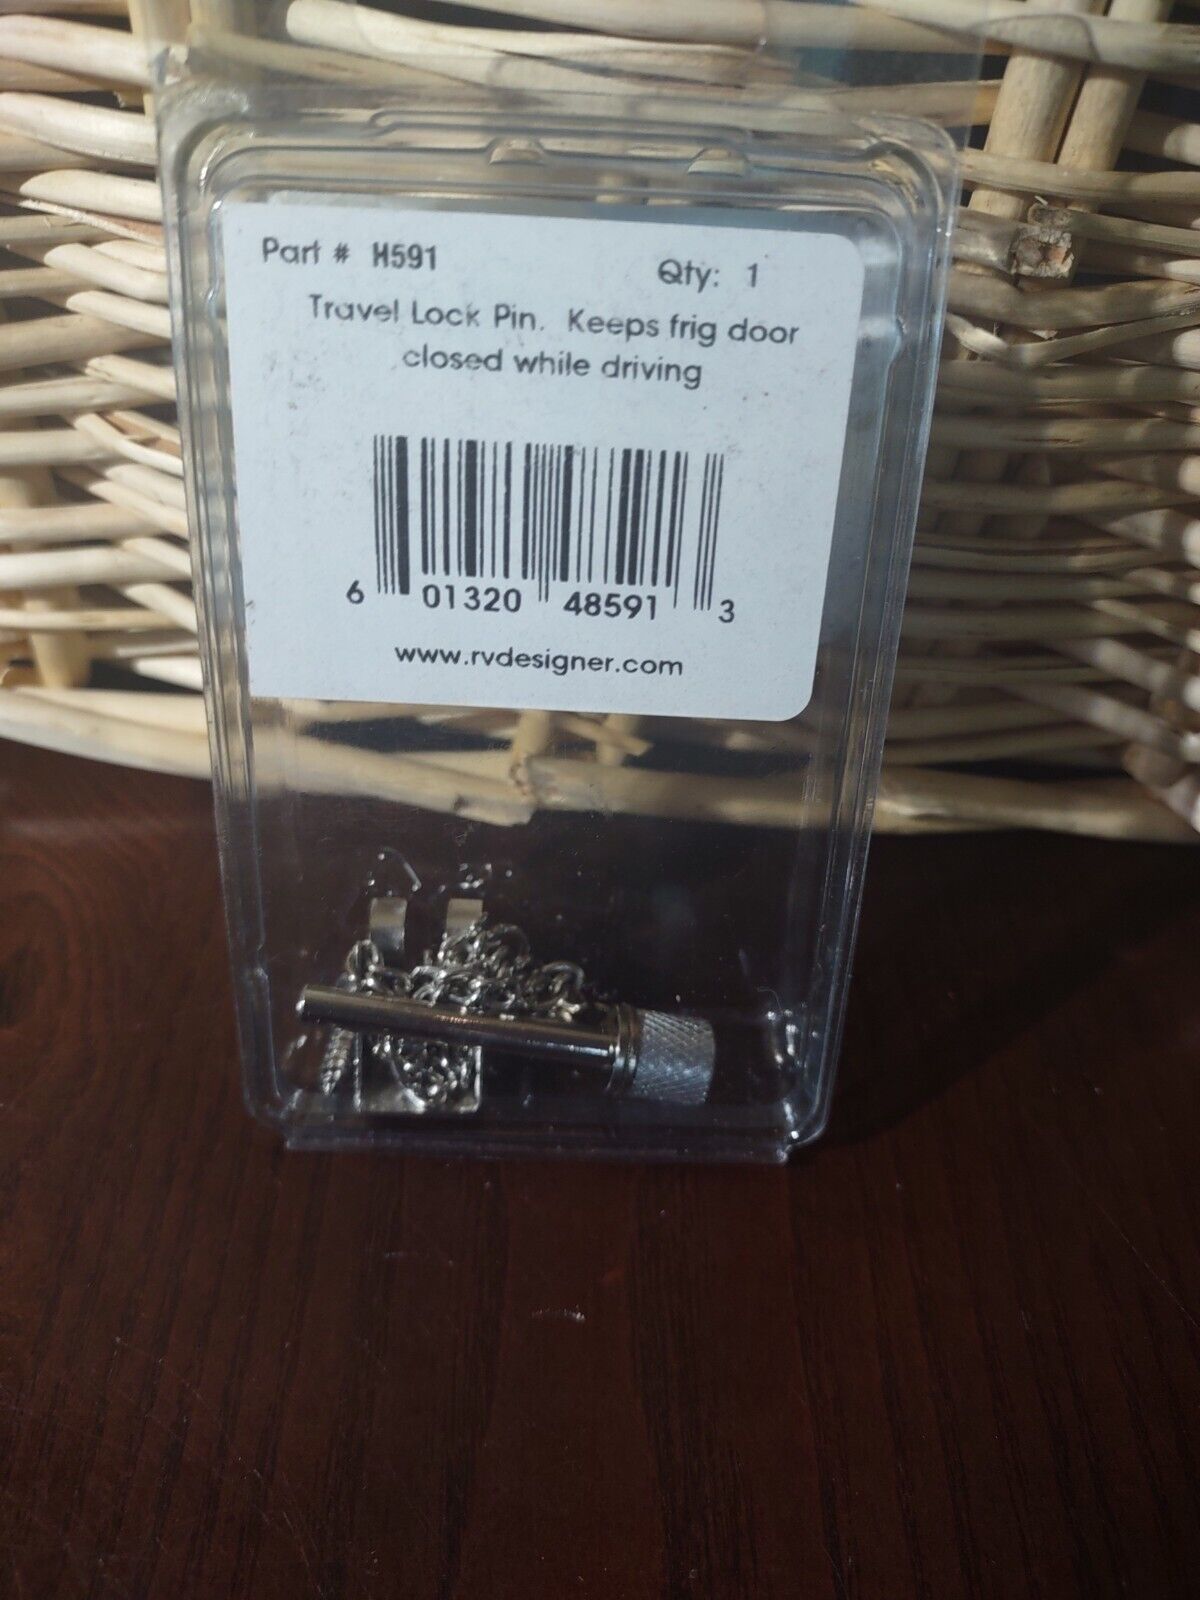 Part # H591
Qty: 1
Travel Lock Pin. Keeps frig door
closed while driving
6 01320 48591 3
www.rvdesigner.com